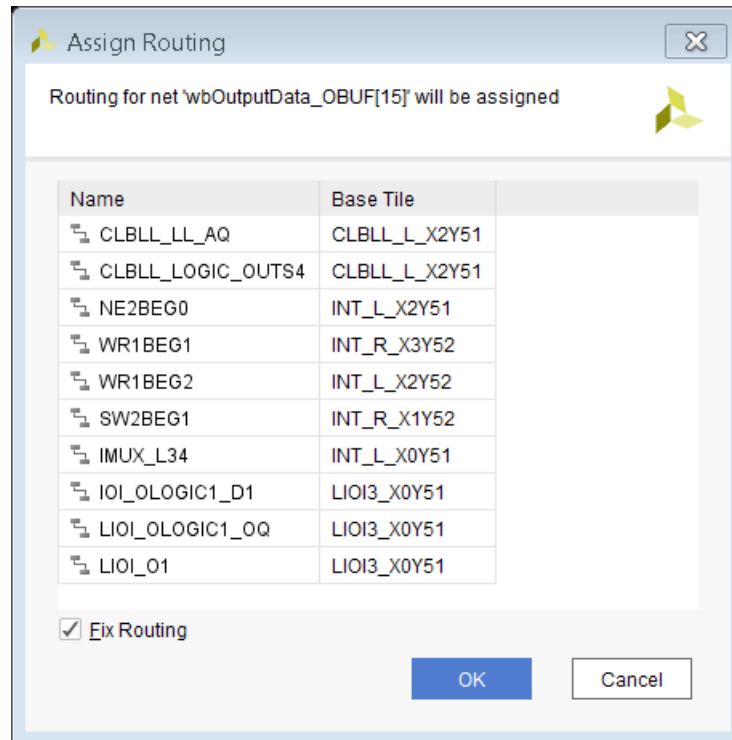 Assign Routing
Routing for net 'wbOutputData_OBUF[15]' will be assigned
Name Base Tile
CLBLL_LL_AQ CLBLL_L_X2Y51
CLBLL_LOGIC_OUTS4 CLBLL_L_X2Y51
NE2BEG0 INT_L_X2Y51
WR1BEG1 INT_R_X3Y52
WR1BEG2 INT_L_X2Y52
SW2BEG1 INT_R_X1Y52
IMUX_L34 INT_L_X0Y51
IOI_OLOGIC1_D1 LIOI3_X0Y51
LIOI_OLOGIC1_OQ LIOI3_X0Y51
LIOI_O1 LIOI3_X0Y51
Fix Routing
OK Cancel